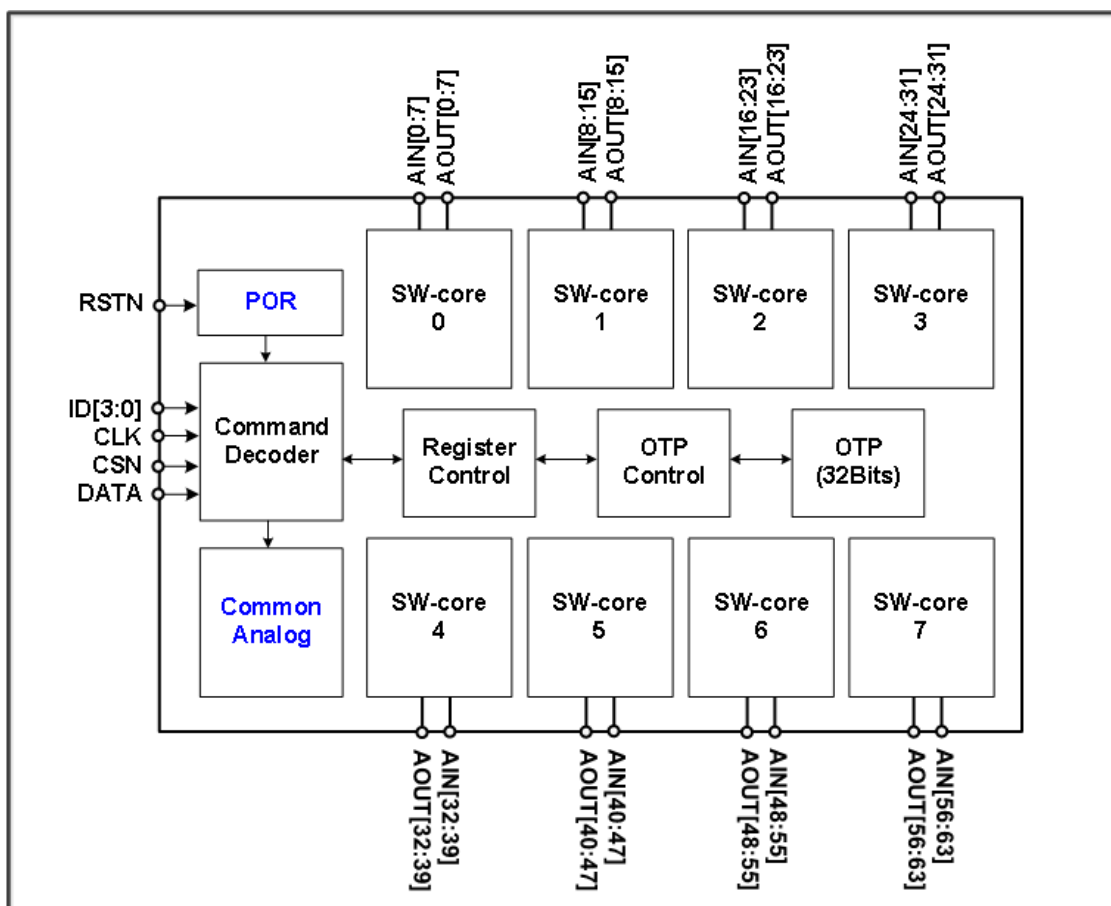 AIN[0:7]
AOUT[0:7]
AIN[8:15]
AOUT[8:15]
AIN[16:23]
AOUT[16:23]
AIN[24:31]
AOUT[24:31]
RSTN
POR
SW-core
0
SW-core
1
SW-core
2
SW-core
3
ID[3:0]
CLK
CSN
DATA
Command
Decoder
Register
Control
OTP
Control
OTP
(32Bits)
Common
Analog
SW-core
4
SW-core
5
SW-core
6
SW-core
7
AOUT[32:39]
AIN[32:39]
AOUT[40:47]
AIN[40:47]
AOUT[48:55]
AIN[48:55]
AOUT[56:63]
AIN[56:63]